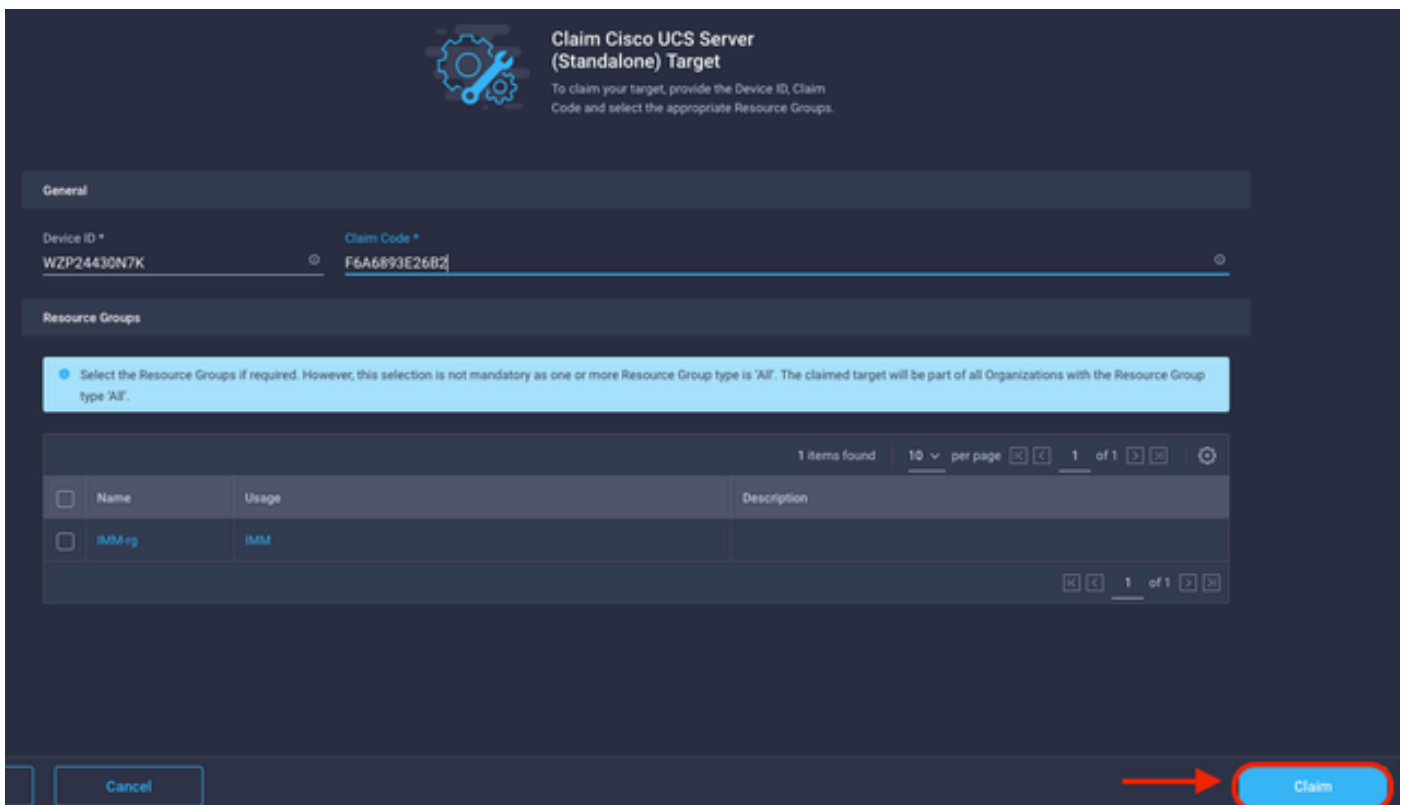 Claim Cisco UCS Server
(Standalone) Target
To claim your target, provide the Device ID, Claim
Code and select the appropriate Resource Groups.
General
Device ID * Claim Code *
WZP24430N7K F6A6893E26B2
Resource Groups
Select the Resource Groups if required. However, this selection is not mandatory as one or more Resource Group type is 'All'. The claimed target will be part of all Organizations with the Resource Group
type 'All'.
1 items found 10 per page 1 of 1
Name Usage Description
IMM-rg IMM
1 of 1
Cancel Claim